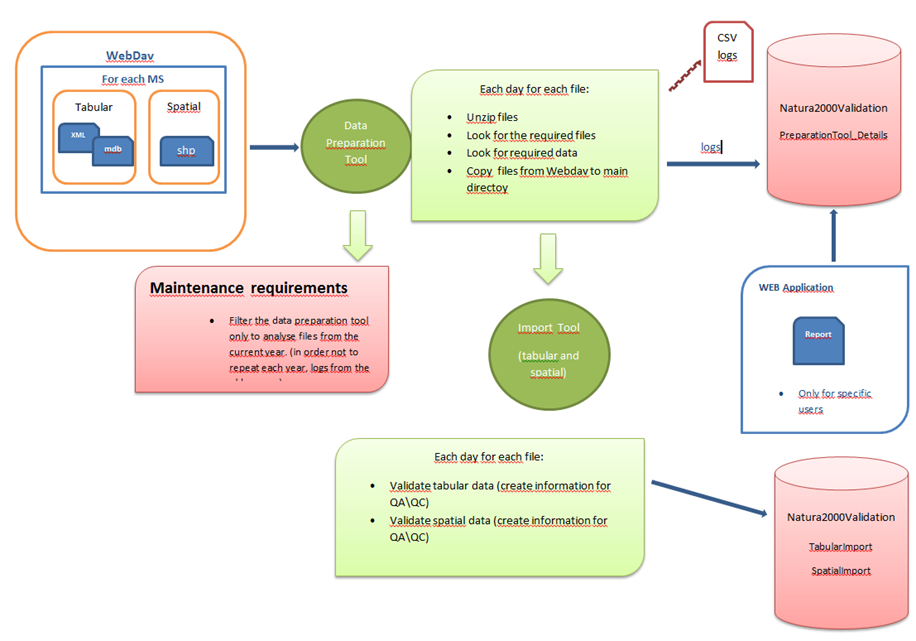 WebDav
For each MS
Tabular
XML
mdb
Spatial
shp
Data
Preparation
Tool
Each day for each file:
• Unzip files
• Look for the required files
• Look for required data
• Copy files from Webdav to main
directoy
CSV
logs
logs
Natura2000Validation
PreparationTool_Details
Maintenance requirements
• Filter the data preparation tool
only to analyse files from the
current year. (in order not to
repeat each year, logs from the
Import Tool
(tabular and
spatial)
WEB Application
Report
• Only for specific
users
Each day for each file:
• Validate tabular data (create information for
QA\QC)
• Validate spatial data (create information for
QA\QC)
Natura2000Validation
TabularImport
SpatialImport